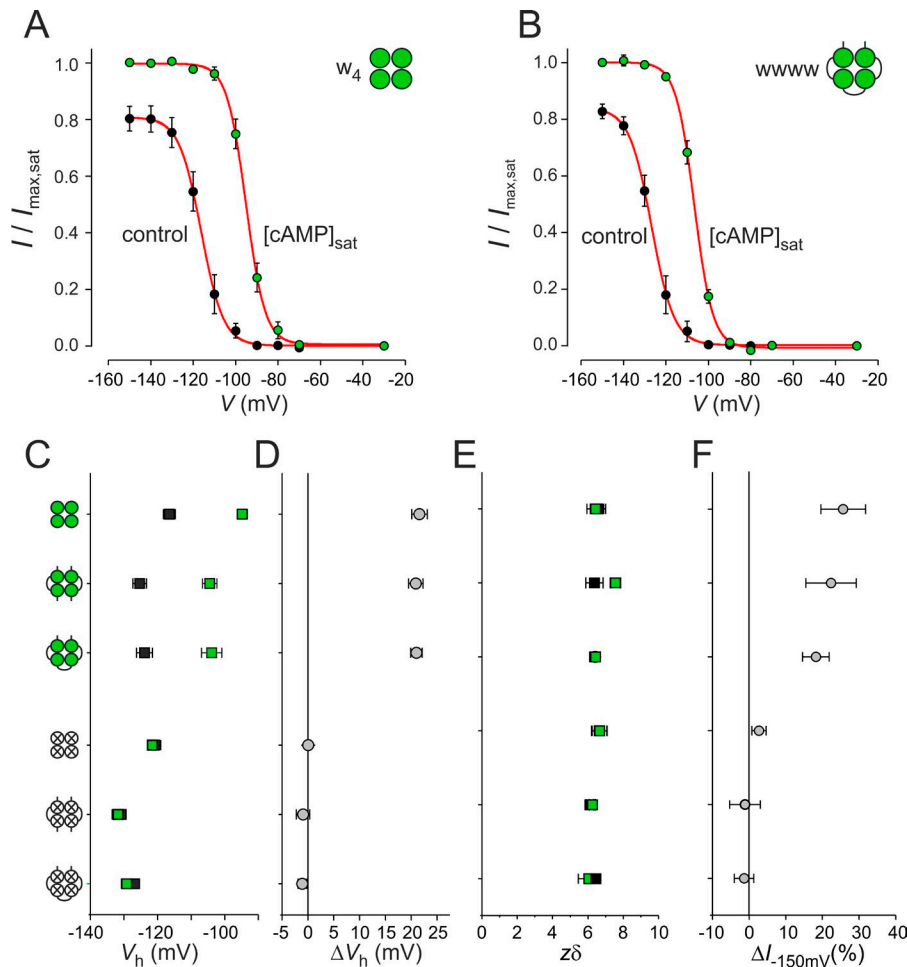 A
B
w4
wwww
I / Imax,sat
1.0
0.8
0.6
0.4
0.2
0.0
control
[cAMP]sat
-160 -140 -120 -100 -80 -60 -40 -20
V (mV)
I / Imax,sat
1.0
0.8
0.6
0.4
0.2
0.0
control
[cAMP]sat
-160 -140 -120 -100 -80 -60 -40 -20
V (mV)
C
D
E
F
-140 -120 -100
Vh (mV)
-5 0 5 10 15 20 25
ΔVh (mV)
0 2 4 6 8 10
zδ
-10 0 10 20 30 40
ΔI-150mV(%)